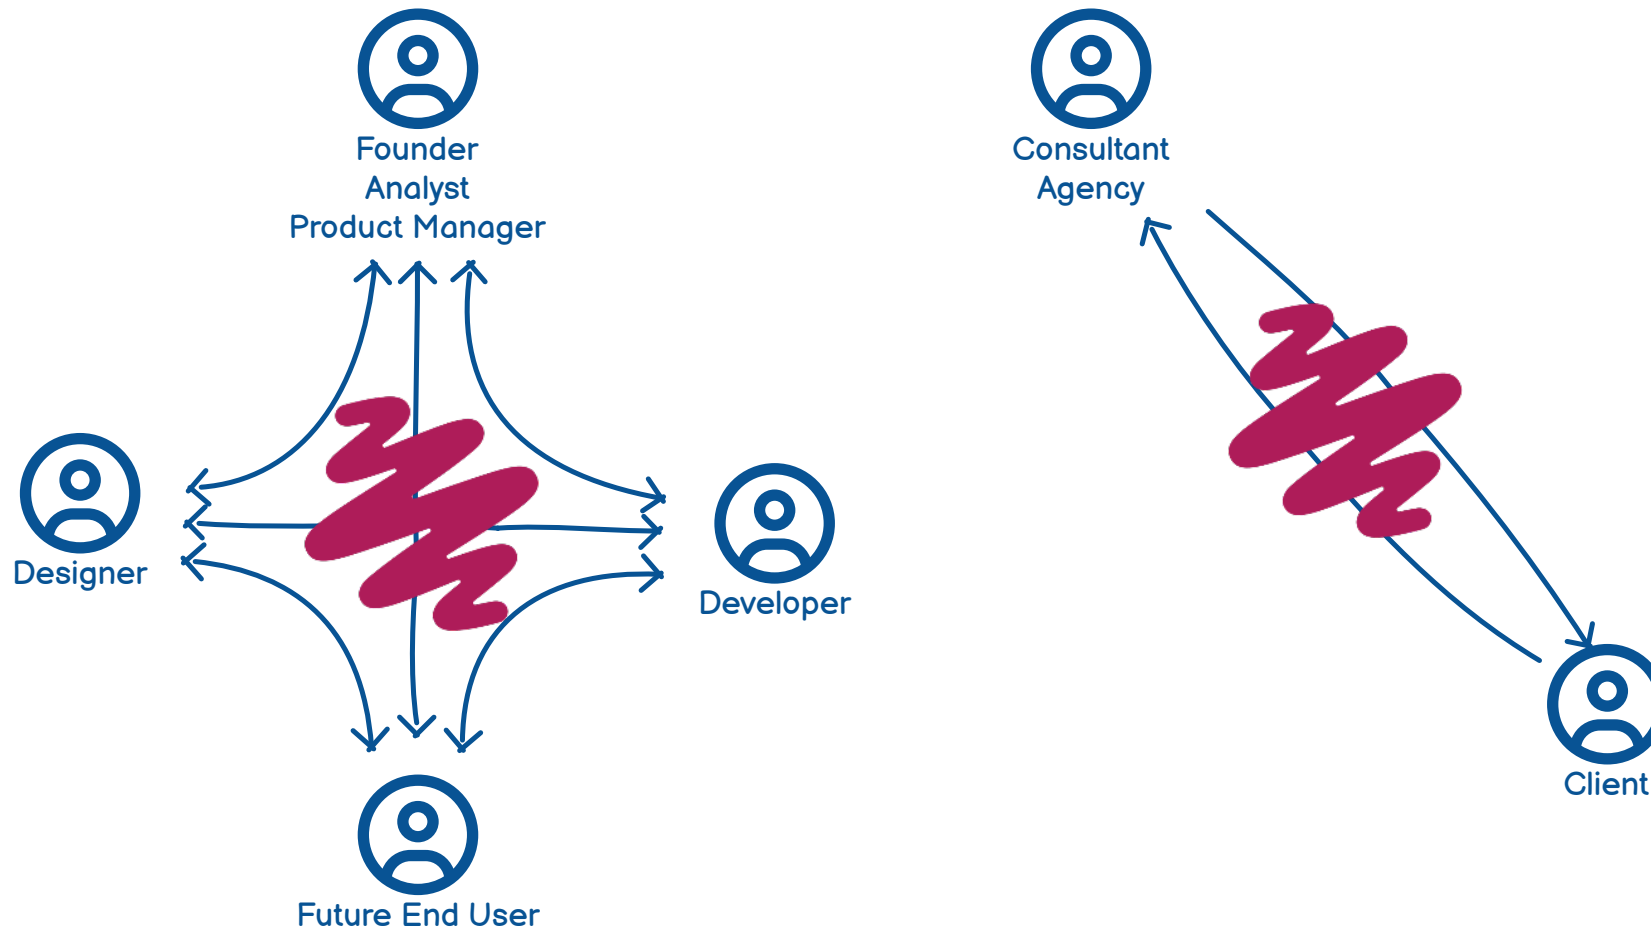 Founder
Analyst
Product Manager
Consultant
Agency
Designer
Developer
Client
Future End User